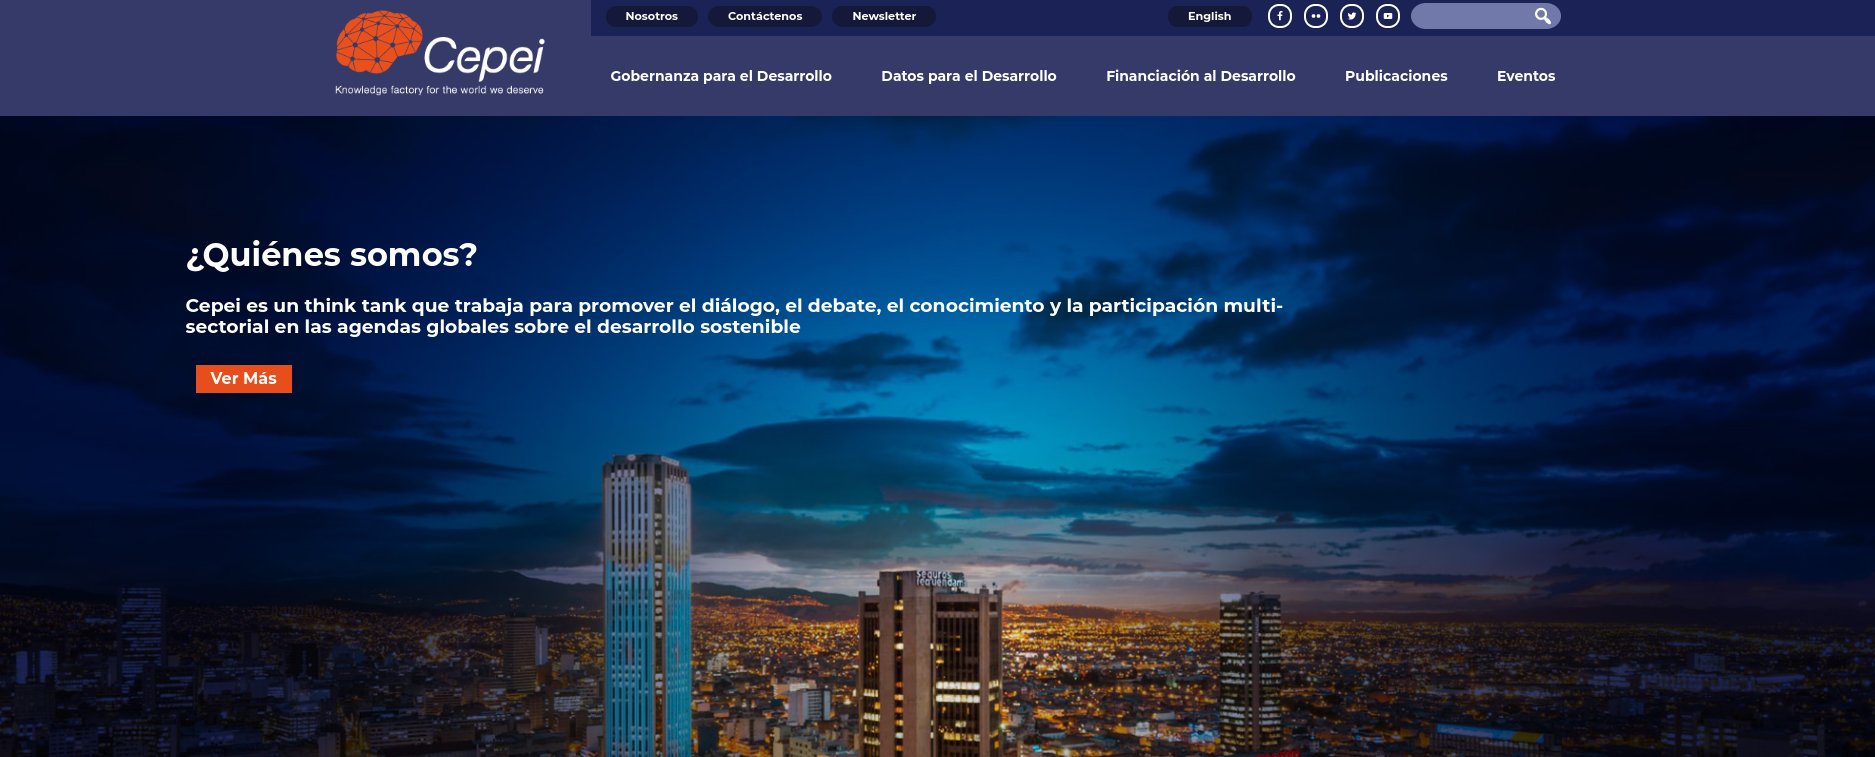 Nosotros
Contáctenos
Newsletter
English
Cepei
Knowledge factory for the world we deserve
Gobernanza para el Desarrollo
Datos para el Desarrollo
Financiación al Desarrollo
Publicaciones
Eventos
¿Quiénes somos?
Cepei es un think tank que trabaja para promover el diálogo, el debate, el conocimiento y la participación multi-
sectorial en las agendas globales sobre el desarrollo sostenible
Ver Más
seguros
tequendama